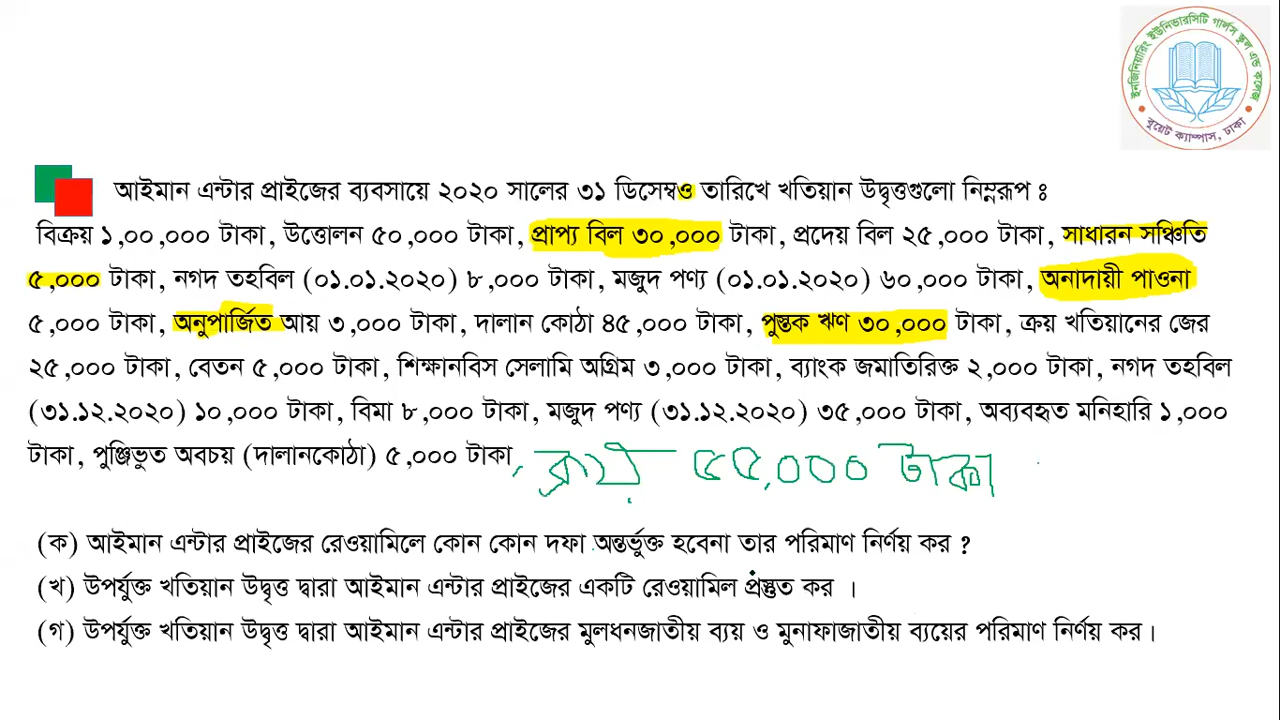 ইঞ্জিনিয়ারিং ইউনিভারসিটি গার্লস স্কুল এন্ড কলেজ
বুয়েট ক্যাম্পাস, ঢাকা
আইমান এন্টার প্রাইজের ব্যবসায়ে ২০২০ সালের ৩১ ডিসেম্বও তারিখে খতিয়ান উদ্বৃত্তগুলো নিম্নরূপ ঃ
বিক্রয় ১,০০,০০০ টাকা, উত্তোলন ৫০,০০০ টাকা, প্রাপ্য বিল ৩০,০০০ টাকা, প্রদেয় বিল ২৫,০০০ টাকা, সাধারন সঞ্চিতি
৫,০০০ টাকা, নগদ তহবিল (০১.০১.২০২০) ৮,০০০ টাকা, মজুদ পণ্য (০১.০১.২০২০) ৬০,০০০ টাকা, অনাদায়ী পাওনা
৫,০০০ টাকা, অনুপার্জিত আয় ৩,০০০ টাকা, দালান কোঠা ৪৫,০০০ টাকা, পুস্তক ঋণ ৩০,০০০ টাকা, ক্রয় খতিয়ানের জের
২৫,০০০ টাকা, বেতন ৫,০০০ টাকা, শিক্ষানবিস সেলামি অগ্রিম ৩,০০০ টাকা, ব্যাংক জমাতিরিক্ত ২,০০০ টাকা, নগদ তহবিল
(৩১.১২.২০২০) ১০,০০০ টাকা, বিমা ৮,০০০ টাকা, মজুদ পণ্য (৩১.১২.২০২০) ৩৫,০০০ টাকা, অব্যবহৃত মনিহারি ১,০০০
টাকা, পুঞ্জিভুত অবচয় (দালানকোঠা) ৫,০০০ টাকা, ক্রয় ৫৫,০০০ টাকা
(ক) আইমান এন্টার প্রাইজের রেওয়ামিলে কোন কোন দফা অন্তর্ভুক্ত হবেনা তার পরিমাণ নির্ণয় কর ?
(খ) উপর্যুক্ত খতিয়ান উদ্বৃত্ত দ্বারা আইমান এন্টার প্রাইজের একটি রেওয়ামিল প্রস্তুত কর ।
(গ) উপর্যুক্ত খতিয়ান উদ্বৃত্ত দ্বারা আইমান এন্টার প্রাইজের মুলধনজাতীয় ব্যয় ও মুনাফাজাতীয় ব্যয়ের পরিমাণ নির্ণয় কর।